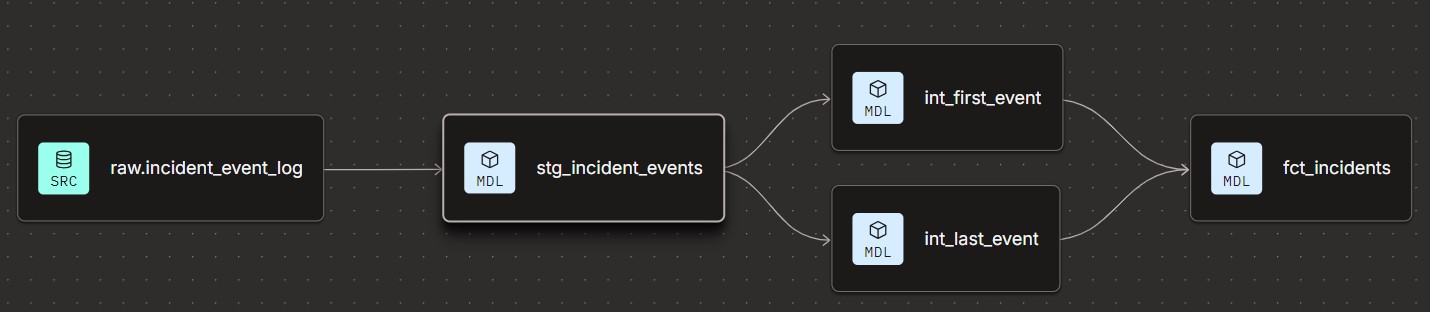 SRC
raw.incident_event_log
MDL
stg_incident_events
MDL
int_first_event
MDL
int_last_event
MDL
fct_incidents